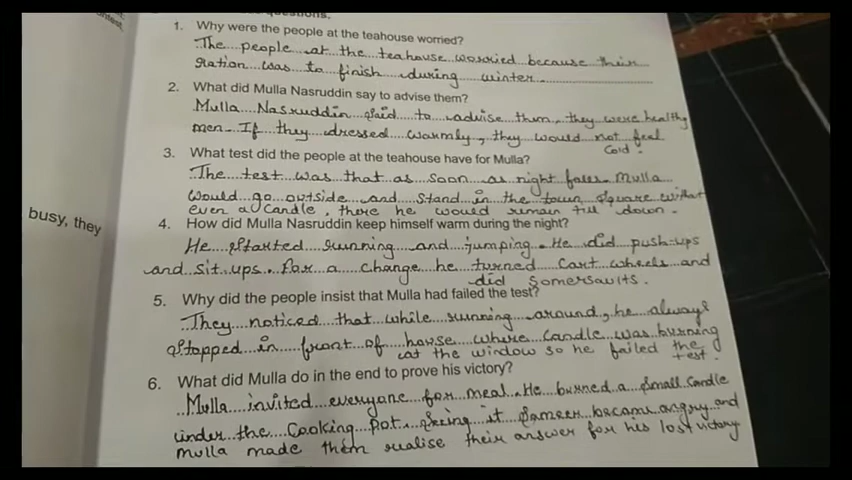 questions.
1. Why were the people at the teahouse worried?
The people at the teahouse worried because their
ration was to finish during winter
2. What did Mulla Nasruddin say to advise them?
Mulla Nasruddin said to advise them, they were healthy
men. If they dressed warmly, they would not feel
cold.
3. What test did the people at the teahouse have for Mulla?
The test was that as soon as night falls Mulla
would go outside and stand in the town square without
even a candle, there he would remain till down.
4. How did Mulla Nasruddin keep himself warm during the night?
He started running and jumping. He did push-ups
and sit ups. For a change he turned cart wheels and
did somersaults.
busy, they
5. Why did the people insist that Mulla had failed the test?
They noticed that while running around, he always
stopped in front of house where candle was burning
at the window so he failed the
test.
6. What did Mulla do in the end to prove his victory?
Mulla invited everyone for meal. He burned a small candle
under the cooking pot. Seeing it Sameer became angry and
mulla made them realise their answer for his lost victory